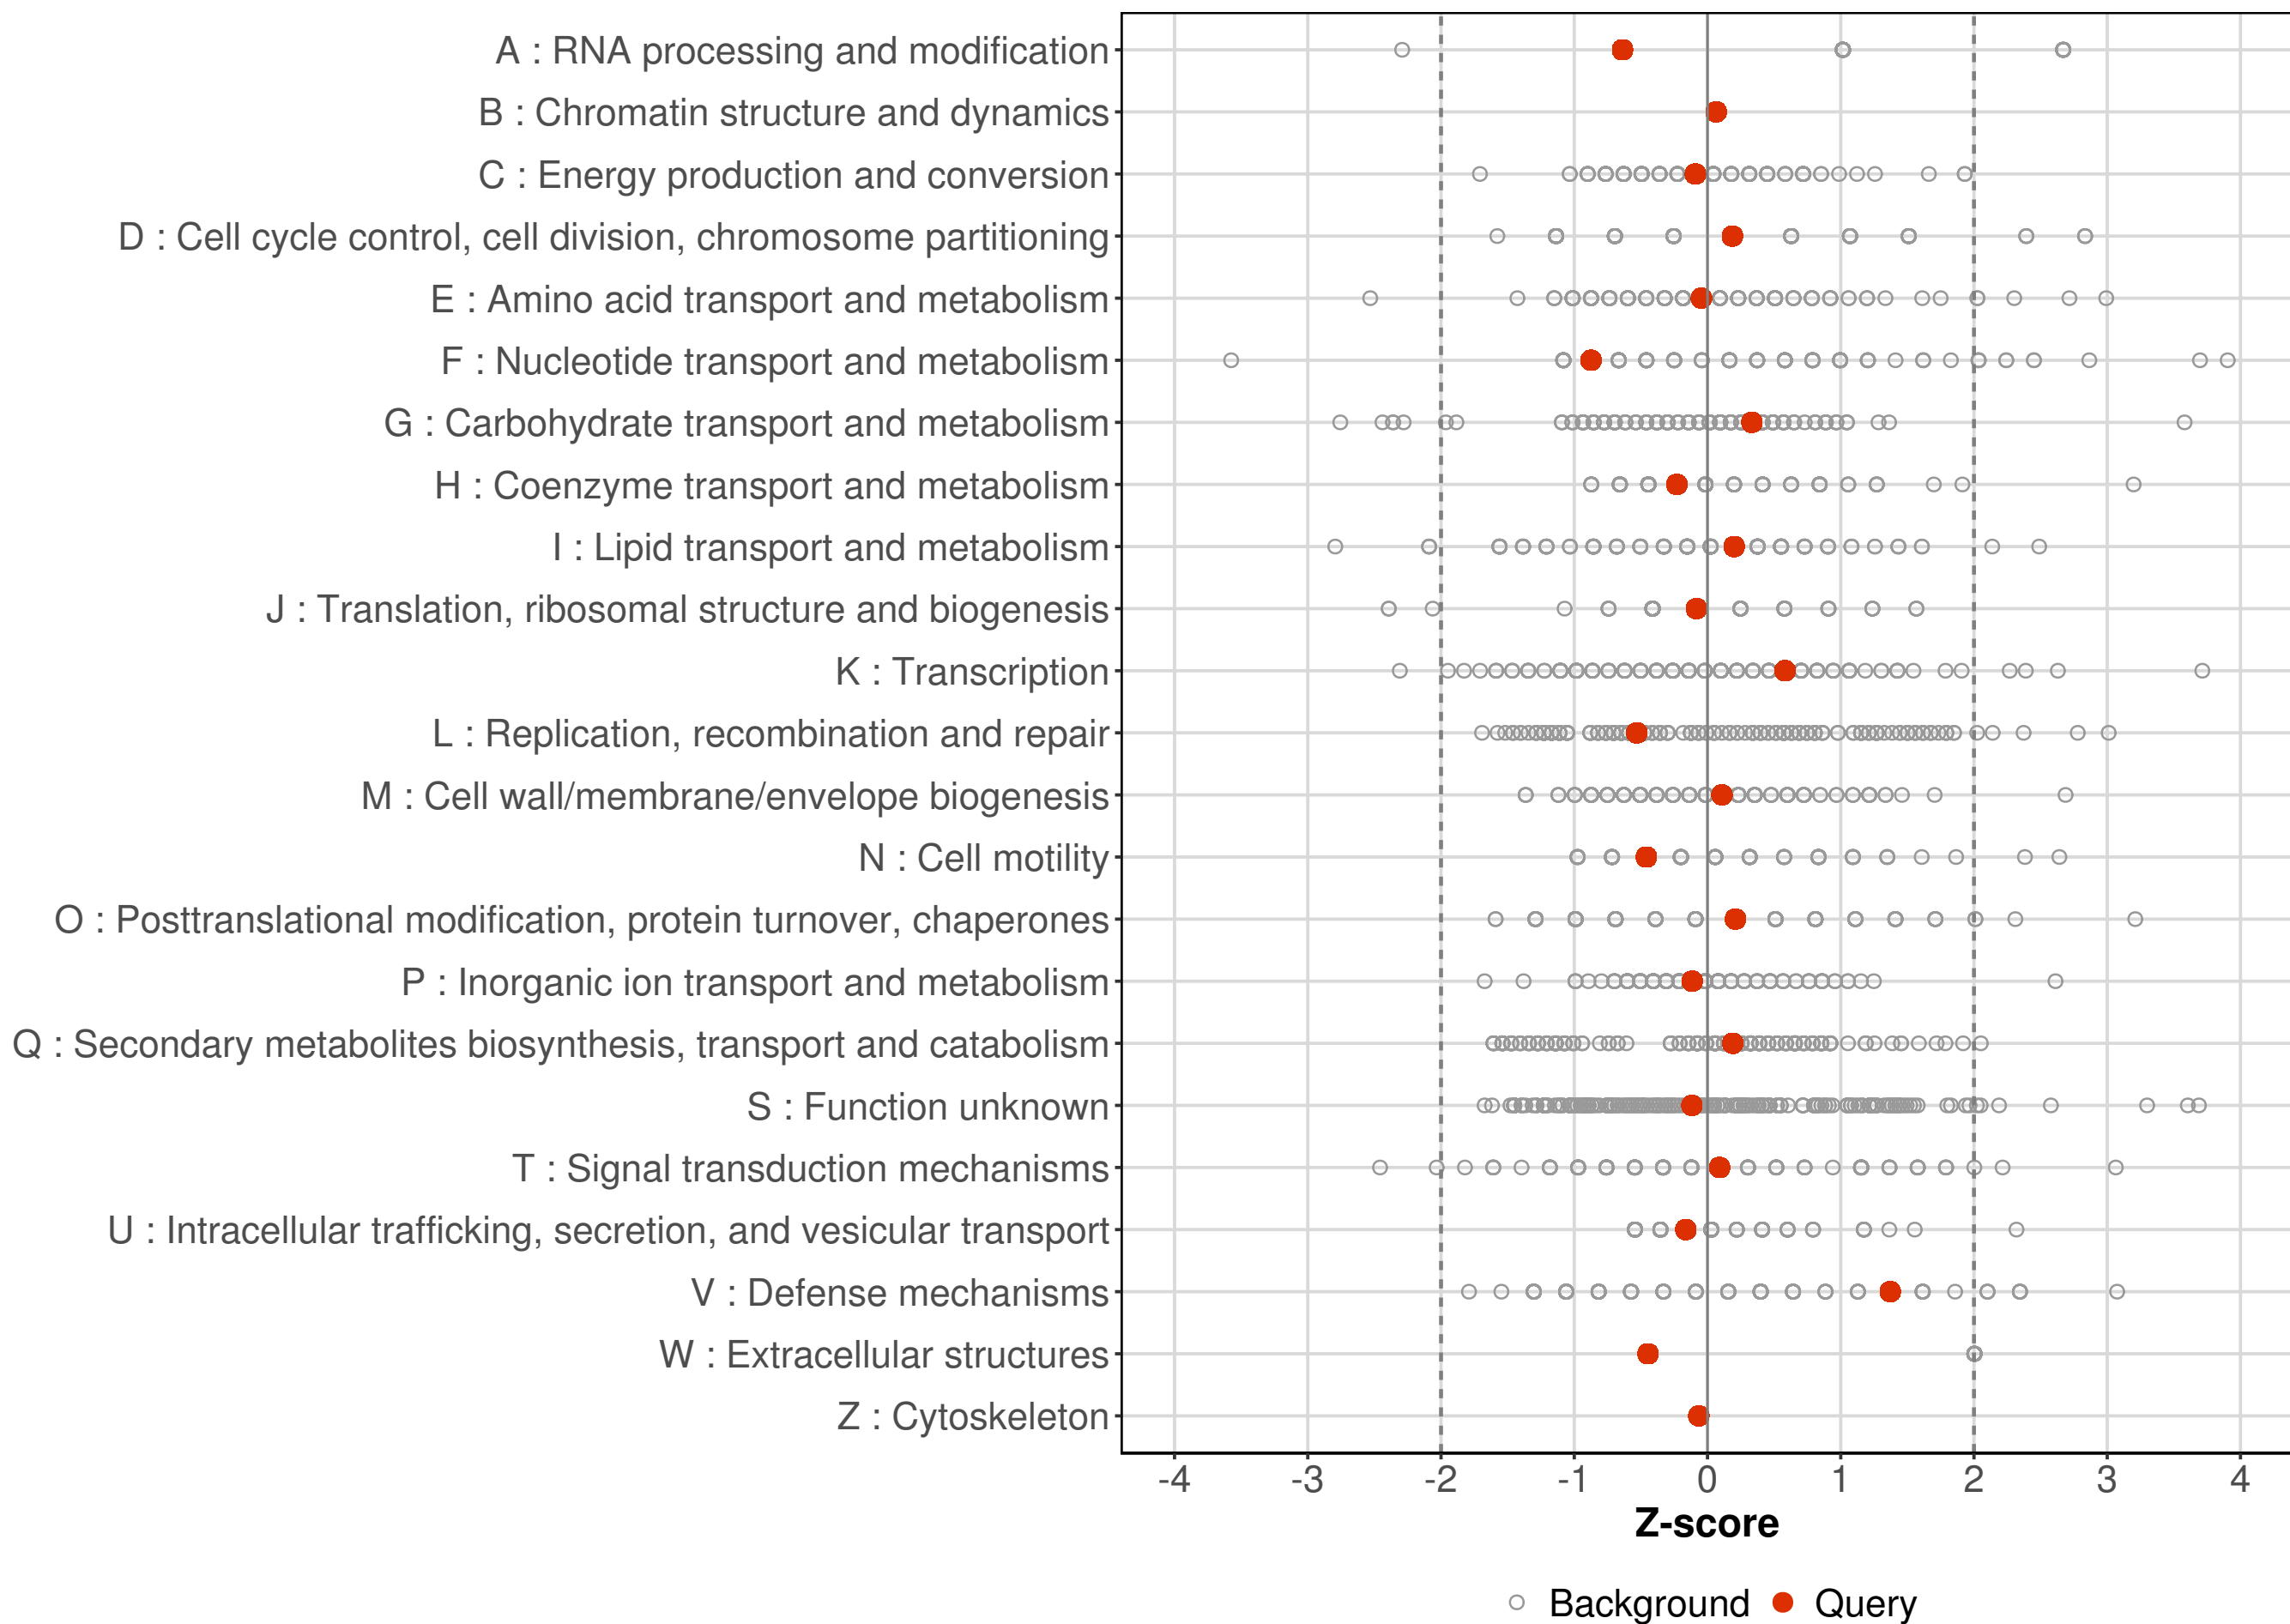 A : RNA processing and modification
B : Chromatin structure and dynamics
C : Energy production and conversion
D : Cell cycle control, cell division, chromosome partitioning
E : Amino acid transport and metabolism
F : Nucleotide transport and metabolism
G : Carbohydrate transport and metabolism
H : Coenzyme transport and metabolism
I : Lipid transport and metabolism
J : Translation, ribosomal structure and biogenesis
K : Transcription
L : Replication, recombination and repair
M : Cell wall/membrane/envelope biogenesis
N : Cell motility
O : Posttranslational modification, protein turnover, chaperones
P : Inorganic ion transport and metabolism
Q : Secondary metabolites biosynthesis, transport and catabolism
S : Function unknown
T : Signal transduction mechanisms
U : Intracellular trafficking, secretion, and vesicular transport
V : Defense mechanisms
W : Extracellular structures
Z : Cytoskeleton
-4 -3 -2 -1 0 1 2 3 4
Z-score
Background Query